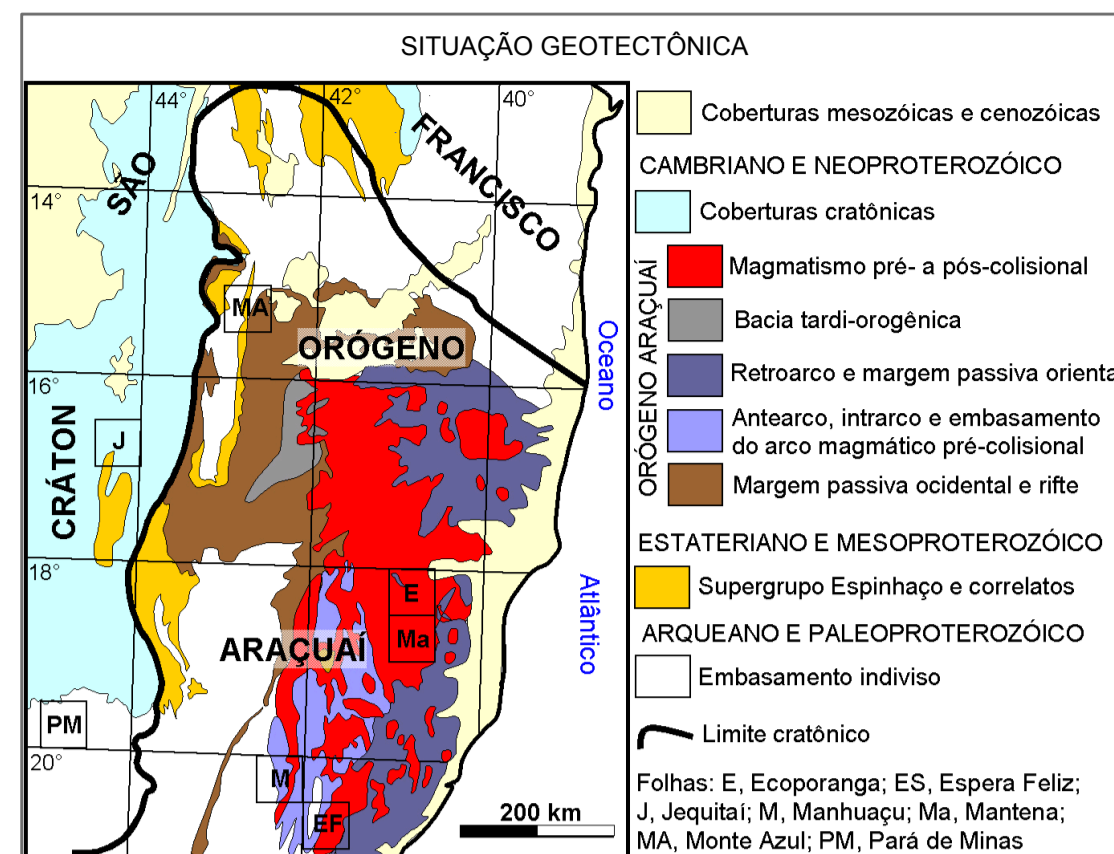 SITUAÇÃO GEOTECTÔNICA
44°
42°
40°
14°
16°
18°
20°
SÃO
FRANCISCO
CRÁTON
ORÓGENO
ARAÇUAÍ
MA
J
E
Ma
PM
M
EF
Oceano
Atlântico
200 km
Coberturas mesozóicas e cenozóicas
CAMBRIANO E NEOPROTEROZÓICO
Coberturas cratônicas
ORÓGENO ARAÇUAÍ
Magmatismo pré- a pós-colisional
Bacia tardi-orogênica
Retroarco e margem passiva orienta
Antearco, intrarco e embasamento
do arco magmático pré-colisional
Margem passiva ocidental e rifte
ESTATERIANO E MESOPROTEROZÓICO
Supergrupo Espinhaço e correlatos
ARQUEANO E PALEOPROTEROZÓICO
Embasamento indiviso
Limite cratônico
Folhas: E, Ecoporanga; ES, Espera Feliz;
J, Jequitaí; M, Manhuaçu; Ma, Mantena;
MA, Monte Azul; PM, Pará de Minas